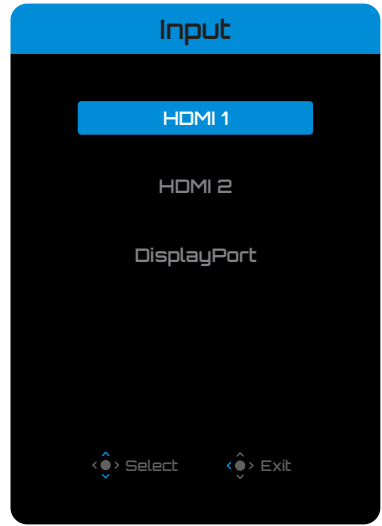 Input
HDMI 1
HDMI 2
DisplayPort
Select Exit